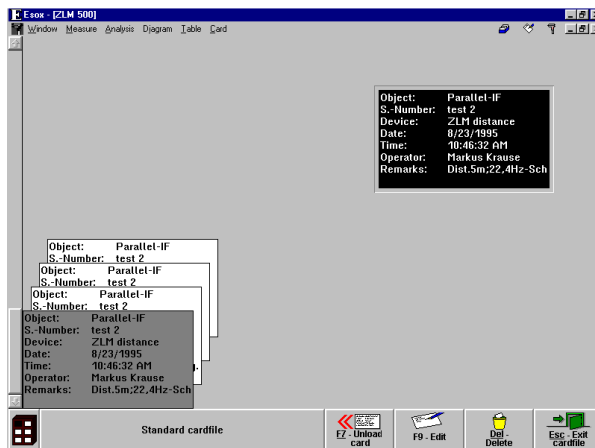 Esox - [ZLM 500]
Window Measure Analysis Djagram Table Card
Object: Parallel-IF
S.-Number: test 2
Device: ZLM distance
Date: 8/23/1995
Time: 10:46:32 AM
Operator: Markus Krause
Remarks: Dist.5m;22,4Hz-Sch
Object: Parallel-IF
S.-Number: test 2
Object: Parallel-IF
S.-Number: test 2
Object: Parallel-IF
S.-Number: test 2
Object: Parallel-IF
S.-Number: test 2
Device: ZLM distance
Date: 8/23/1995
Time: 10:46:32 AM
Operator: Markus Krause
Remarks: Dist.5m;22,4Hz-Sch
Standard cardfile
F7 - Unload
card
F9 - Edit
Del -
Delete
Esc - Exit
cardfile